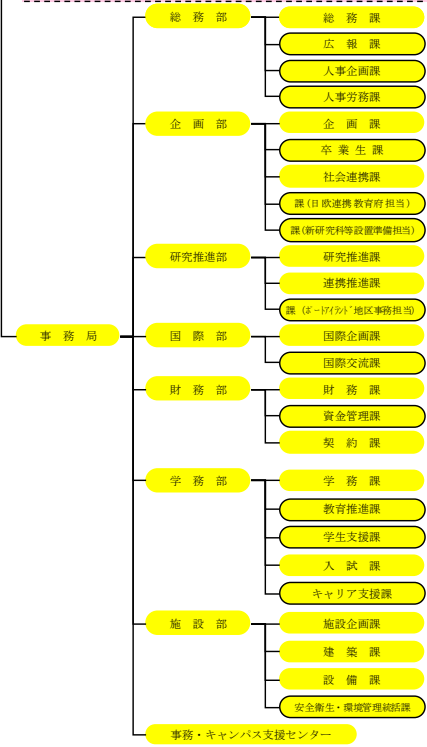 総務部
総務課
広報課
人事企画課
人事労務課
企画部
企画課
卒業生課
社会連携課
課(日欧連携教育府担当)
課(新研究科等設置準備担当)
研究推進部
研究推進課
連携推進課
課(ﾎﾟｰﾄｱｲﾗﾝﾄﾞ地区事務担当)
事務局
国際部
国際企画課
国際交流課
財務部
財務課
資金管理課
契約課
学務部
学務課
教育推進課
学生支援課
入試課
キャリア支援課
施設部
施設企画課
建築課
設備課
安全衛生・環境管理統括課
事務・キャンパス支援センター